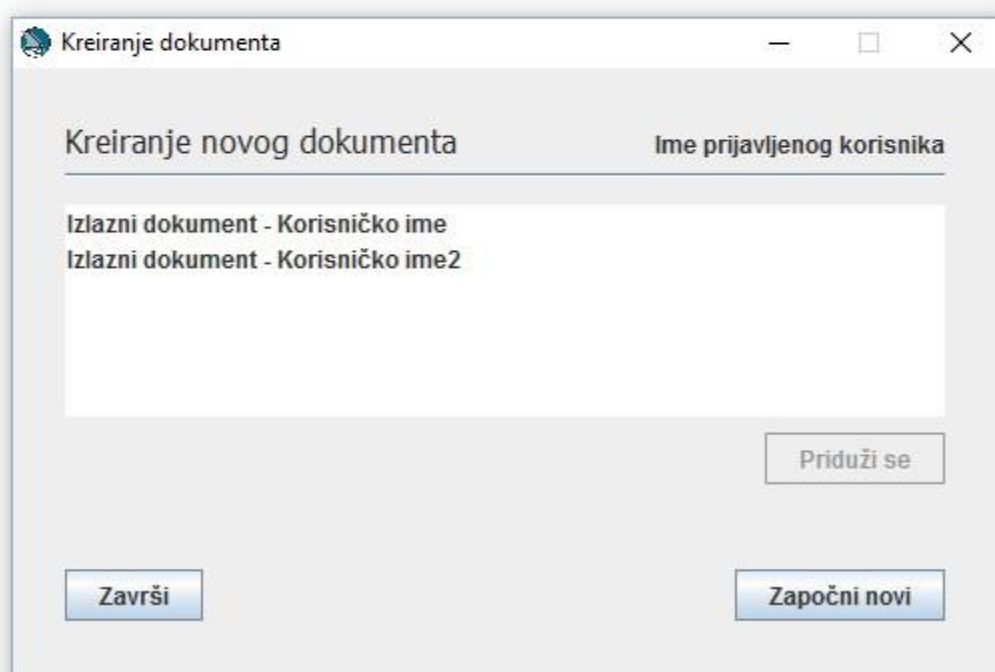 Kreiranje dokumenta
Kreiranje novog dokumenta
Ime prijavljenog korisnika
Izlazni dokument - Korisničko ime
Izlazni dokument - Korisničko ime2
Priduži se
Završi
Započni novi